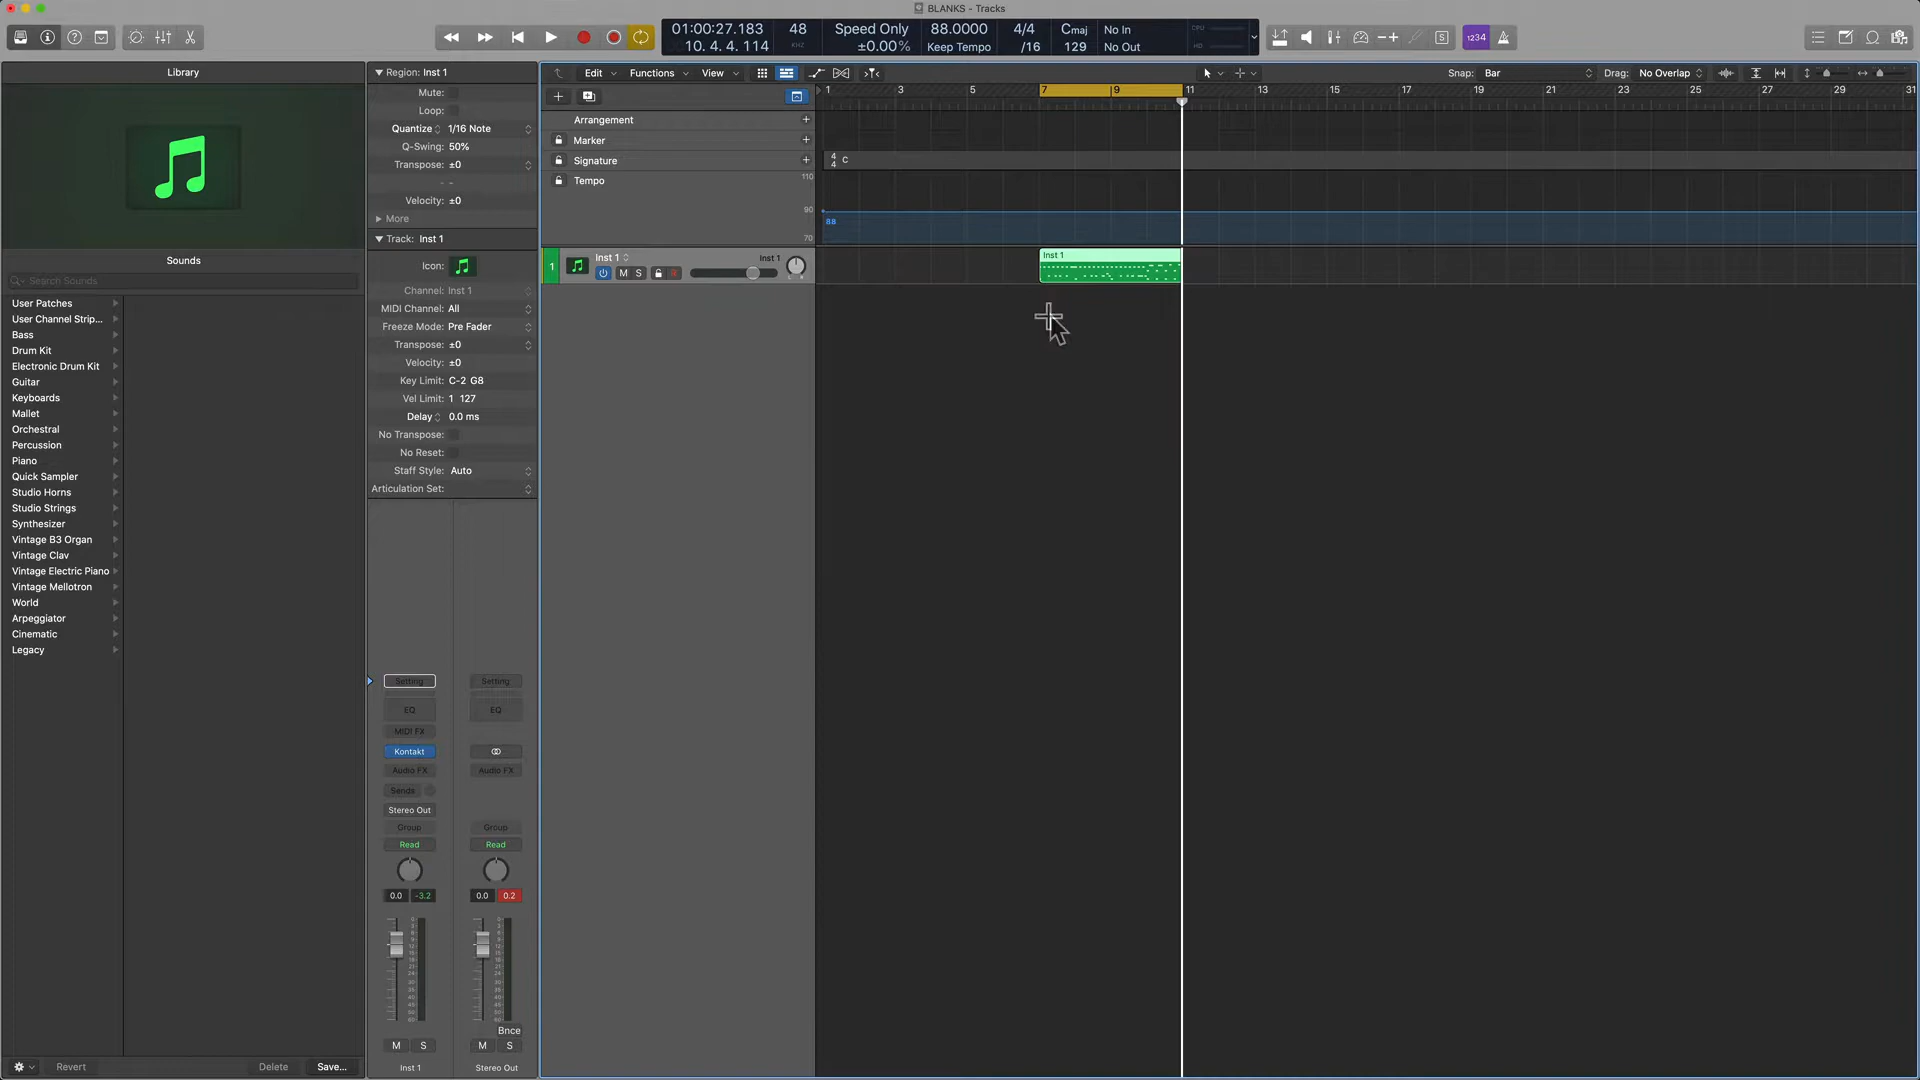 BLANKS - Tracks
01:00:27.183
10. 4. 4. 114
48
KHZ
Speed Only
±0.00%
88.0000
Keep Tempo
4/4
/16
Cmaj
129
No In
No Out
CPU
HD
1234
Library
Sounds
Search Sounds
User Patches
User Channel Strip...
Bass
Drum Kit
Electronic Drum Kit
Guitar
Keyboards
Mallet
Orchestral
Percussion
Piano
Quick Sampler
Studio Horns
Studio Strings
Synthesizer
Vintage B3 Organ
Vintage Clav
Vintage Electric Piano
Vintage Mellotron
World
Arpeggiator
Cinematic
Legacy
Revert
Delete
Save...
Region: Inst 1
Mute:
Loop:
Quantize 1/16 Note
Q-Swing: 50%
Transpose: ±0
- -
Velocity: ±0
More
Track: Inst 1
Icon:
Channel: Inst 1
MIDI Channel: All
Freeze Mode: Pre Fader
Transpose: ±0
Velocity: ±0
Key Limit: C-2 G8
Vel Limit: 1 127
Delay 0.0 ms
No Transpose:
No Reset:
Staff Style: Auto
Articulation Set:
Setting
EQ
MIDI FX
Kontakt
Audio FX
Sends
Stereo Out
Group
Read
0.0 -3.2
M S
Inst 1
Setting
EQ
Audio FX
Group
Read
0.0 0.2
Bnce
M S
Stereo Out
Edit Functions View
Snap: Bar
Drag: No Overlap
1 3 5 7 9 11 13 15 17 19 21 23 25 27 29 31
Arrangement
Marker
Signature
4
4 C
Tempo
110
90
70
88
1
Inst 1
M S
Inst 1
Inst 1